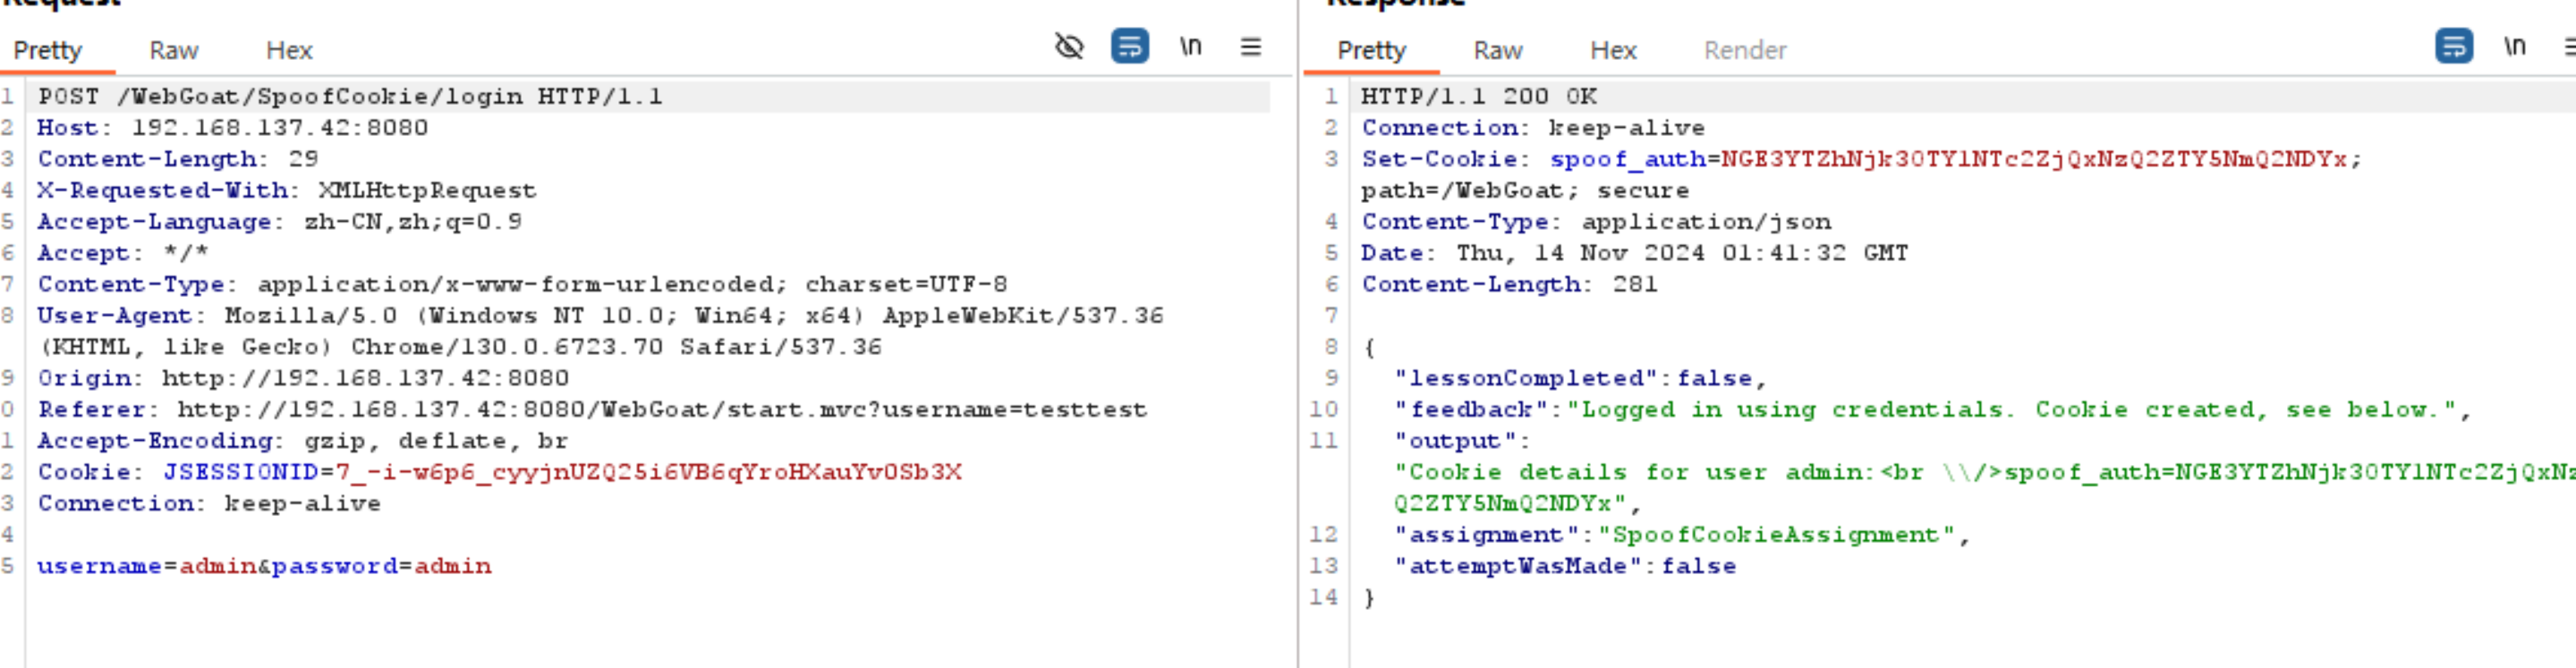 Request
Pretty Raw Hex \n
1 POST /WebGoat/SpoofCookie/login HTTP/1.1
2 Host: 192.168.137.42:8080
3 Content-Length: 29
4 X-Requested-With: XMLHttpRequest
5 Accept-Language: zh-CN,zh;q=0.9
6 Accept: */*
7 Content-Type: application/x-www-form-urlencoded; charset=UTF-8
8 User-Agent: Mozilla/5.0 (Windows NT 10.0; Win64; x64) AppleWebKit/537.36
(KHTML, like Gecko) Chrome/130.0.6723.70 Safari/537.36
9 Origin: http://192.168.137.42:8080
0 Referer: http://192.168.137.42:8080/WebGoat/start.mvc?username=testtest
1 Accept-Encoding: gzip, deflate, br
2 Cookie: JSESSIONID=7_-i-w6p6_cyyjnUZQ25i6VB6qYroHXauYvOSb3X
3 Connection: keep-alive
4
5 username=admin&password=admin
Response
Pretty Raw Hex Render \n
1 HTTP/1.1 200 OK
2 Connection: keep-alive
3 Set-Cookie: spoof_auth=NGE3YTZhNjk3OTY1NTc2ZjQxNzQ2ZTY5NmQ2NDYx;
path=/WebGoat; secure
4 Content-Type: application/json
5 Date: Thu, 14 Nov 2024 01:41:32 GMT
6 Content-Length: 281
7
8 {
9 "lessonCompleted":false,
10 "feedback":"Logged in using credentials. Cookie created, see below.",
11 "output":
"Cookie details for user admin:<br \\/>spoof_auth=NGE3YTZhNjk3OTY1NTc2ZjQxNz
Q2ZTY5NmQ2NDYx",
12 "assignment":"SpoofCookieAssignment",
13 "attemptWasMade":false
14 }